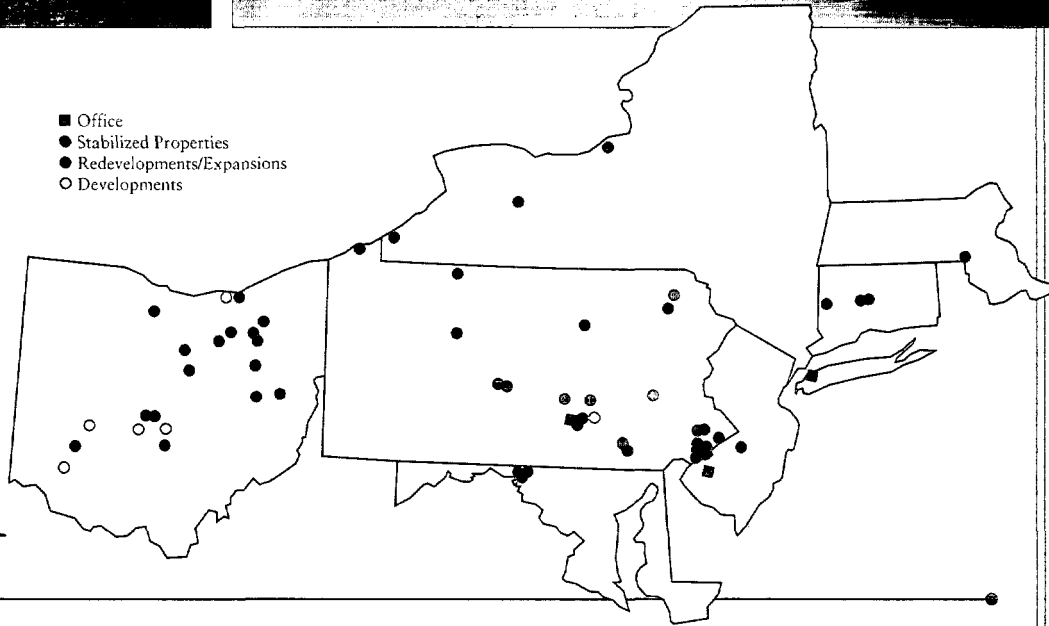 Office
Stabilized Properties
Redevelopments/Expansions
Developments